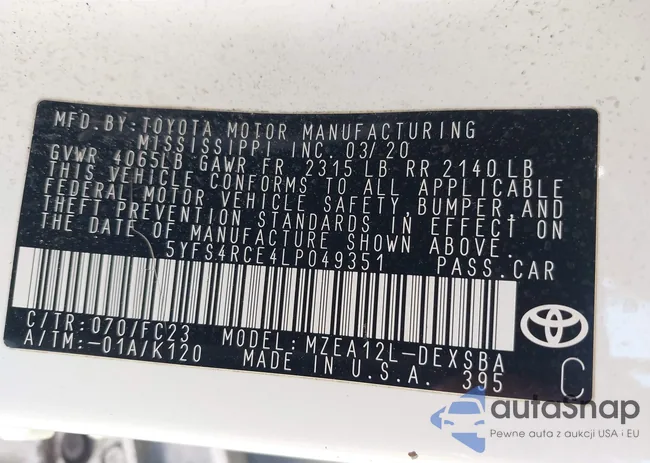 MFD. BY: TOYOTA MOTOR MANUFACTURING
MISSISSIPPI INC. 03/20
GVWR 4065LB GAWR FR 2315 LB RR 2140 LB
THIS VEHICLE CONFORMS TO ALL APPLICABLE
FEDERAL MOTOR VEHICLE SAFETY, BUMPER, AND
THEFT PREVENTION STANDARDS IN EFFECT ON
THE DATE OF MANUFACTURE SHOWN ABOVE.
5YFS4RCE4LP049351 PASS.CAR
C/TR: 070/FC23 MODEL: MZEA12L-DEXSBA
A/TM: -01A/K120 MADE IN U.S.A. 395 C
autoSnap
Pewne auta z aukcji USA i EU